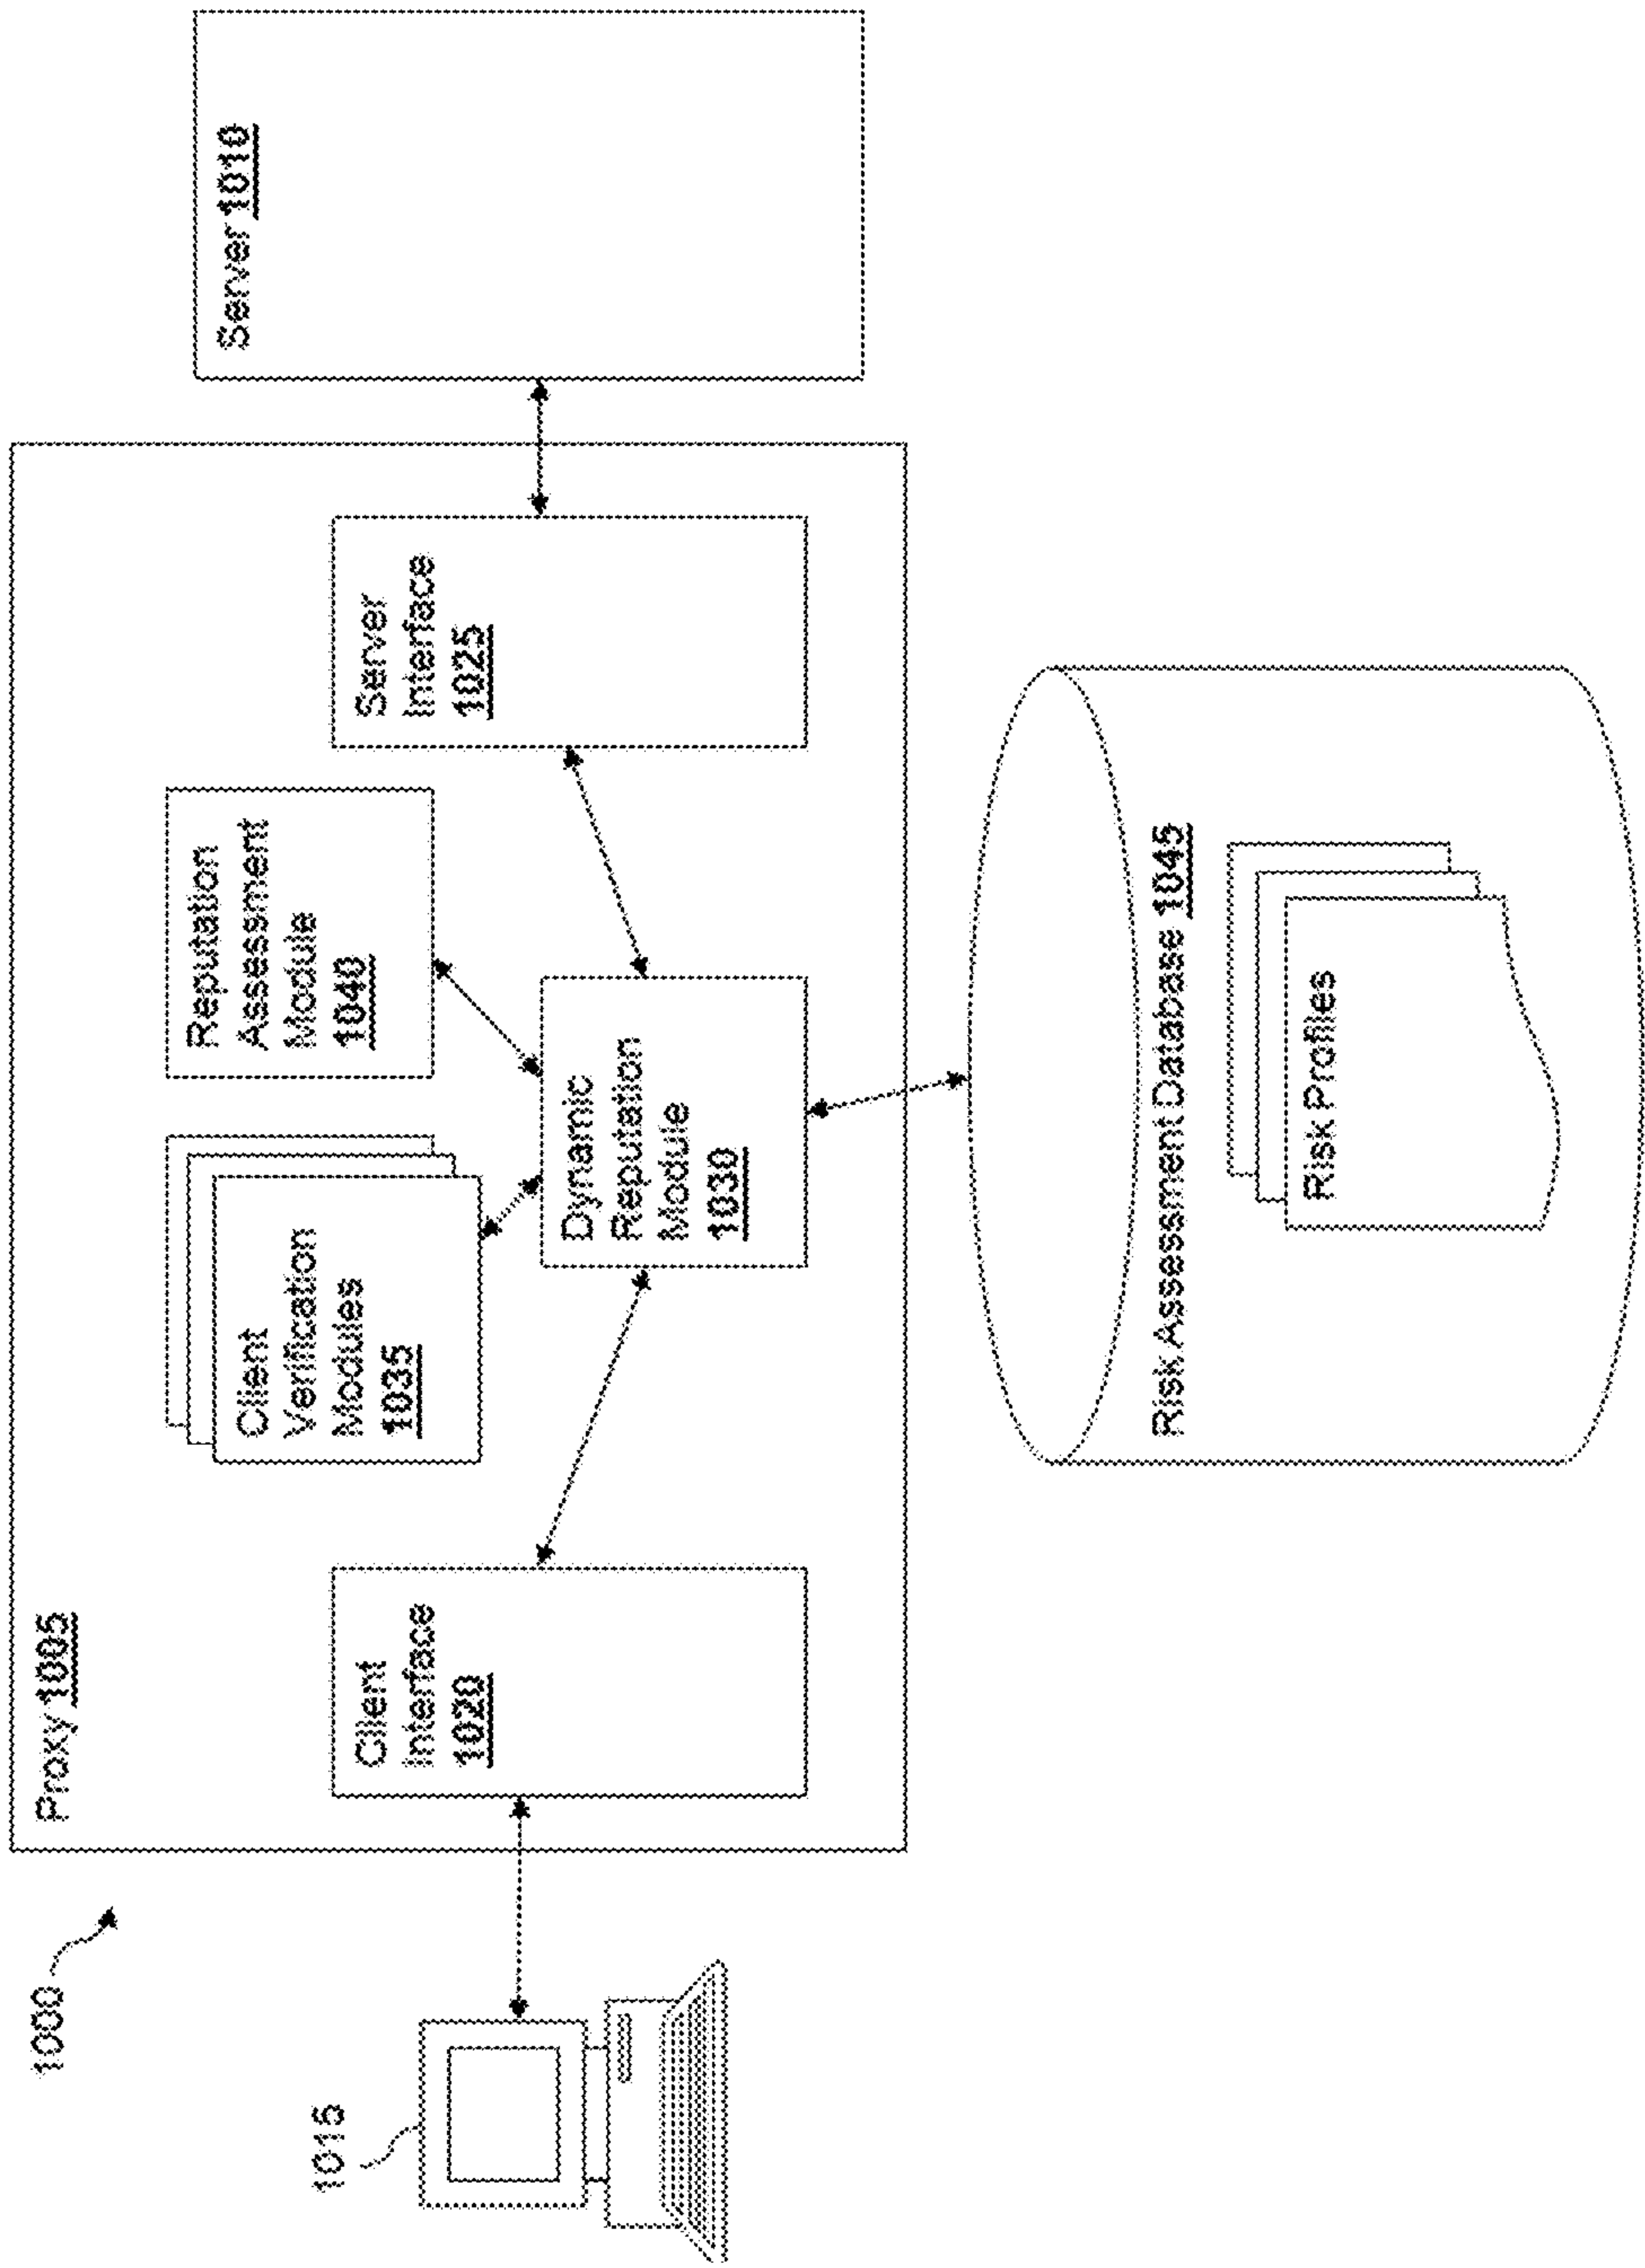 1000
1015
Proxy 1005
Client
Interface
1020
Client
Verification
Modules
1035
Reputation
Assessment
Module
1040
Dynamic
Reputation
Module
1030
Server
Interface
1025
Server 1010
Risk Assessment Database 1045
Risk Profiles